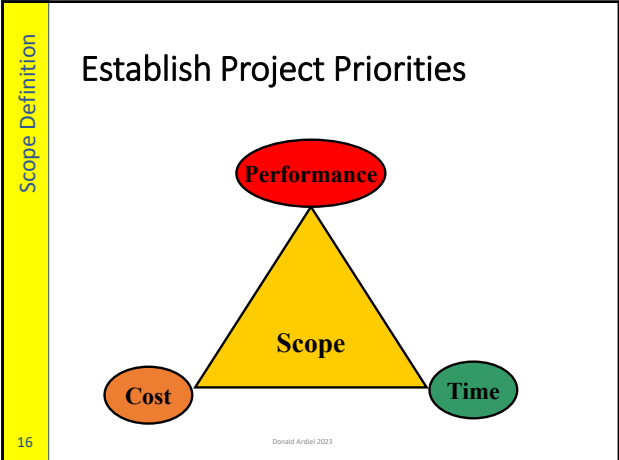 Scope Definition
Establish Project Priorities
Performance
Scope
Cost
Time
16
Donald Ardiel 2023